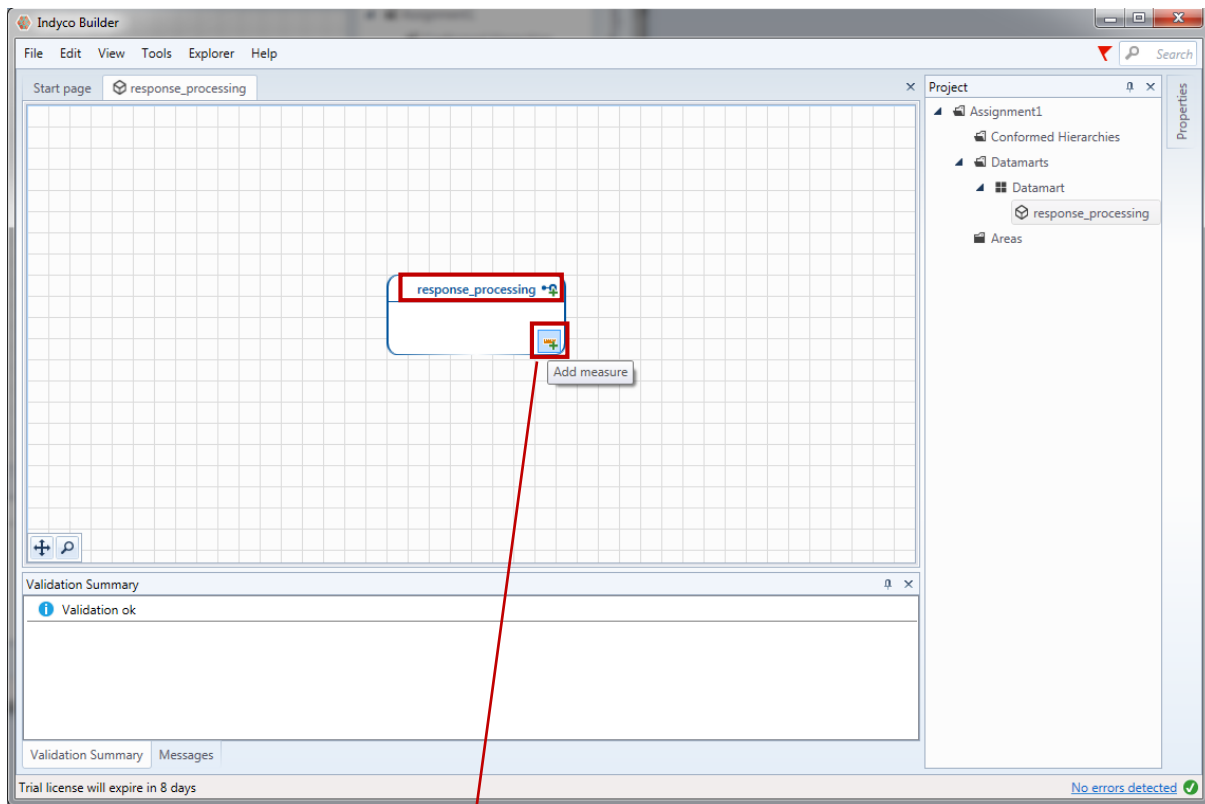 Indyco Builder
File Edit View Tools Explorer Help
Search
Start page response_processing
Project
Properties
Assignment1
Conformed Hierarchies
Datamarts
Datamart
response_processing
Areas
response_processing
Add measure
Validation Summary
Validation ok
Validation Summary Messages
Trial license will expire in 8 days
No errors detected